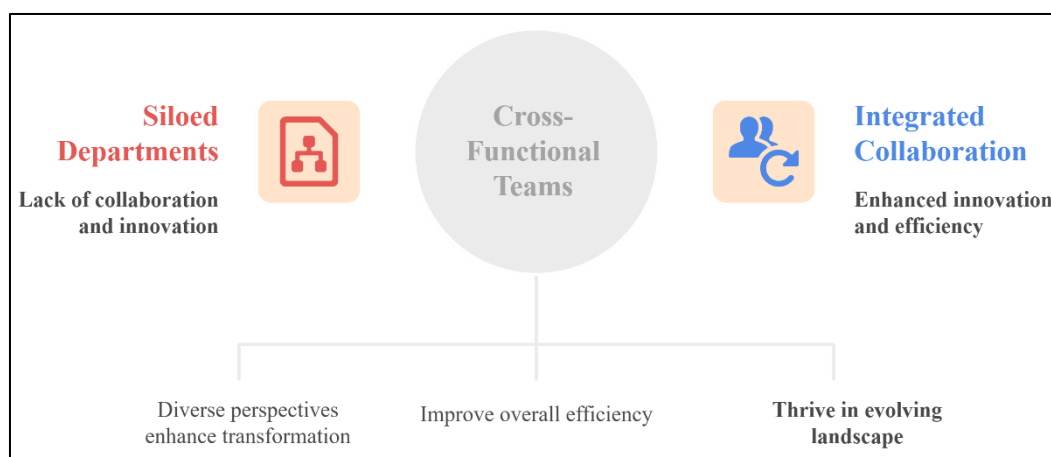 Siloed
Departments
Lack of collaboration
and innovation
Cross-
Functional
Teams
Integrated
Collaboration
Enhanced innovation
and efficiency
Diverse perspectives
enhance transformation
Improve overall efficiency
Thrive in evolving
landscape